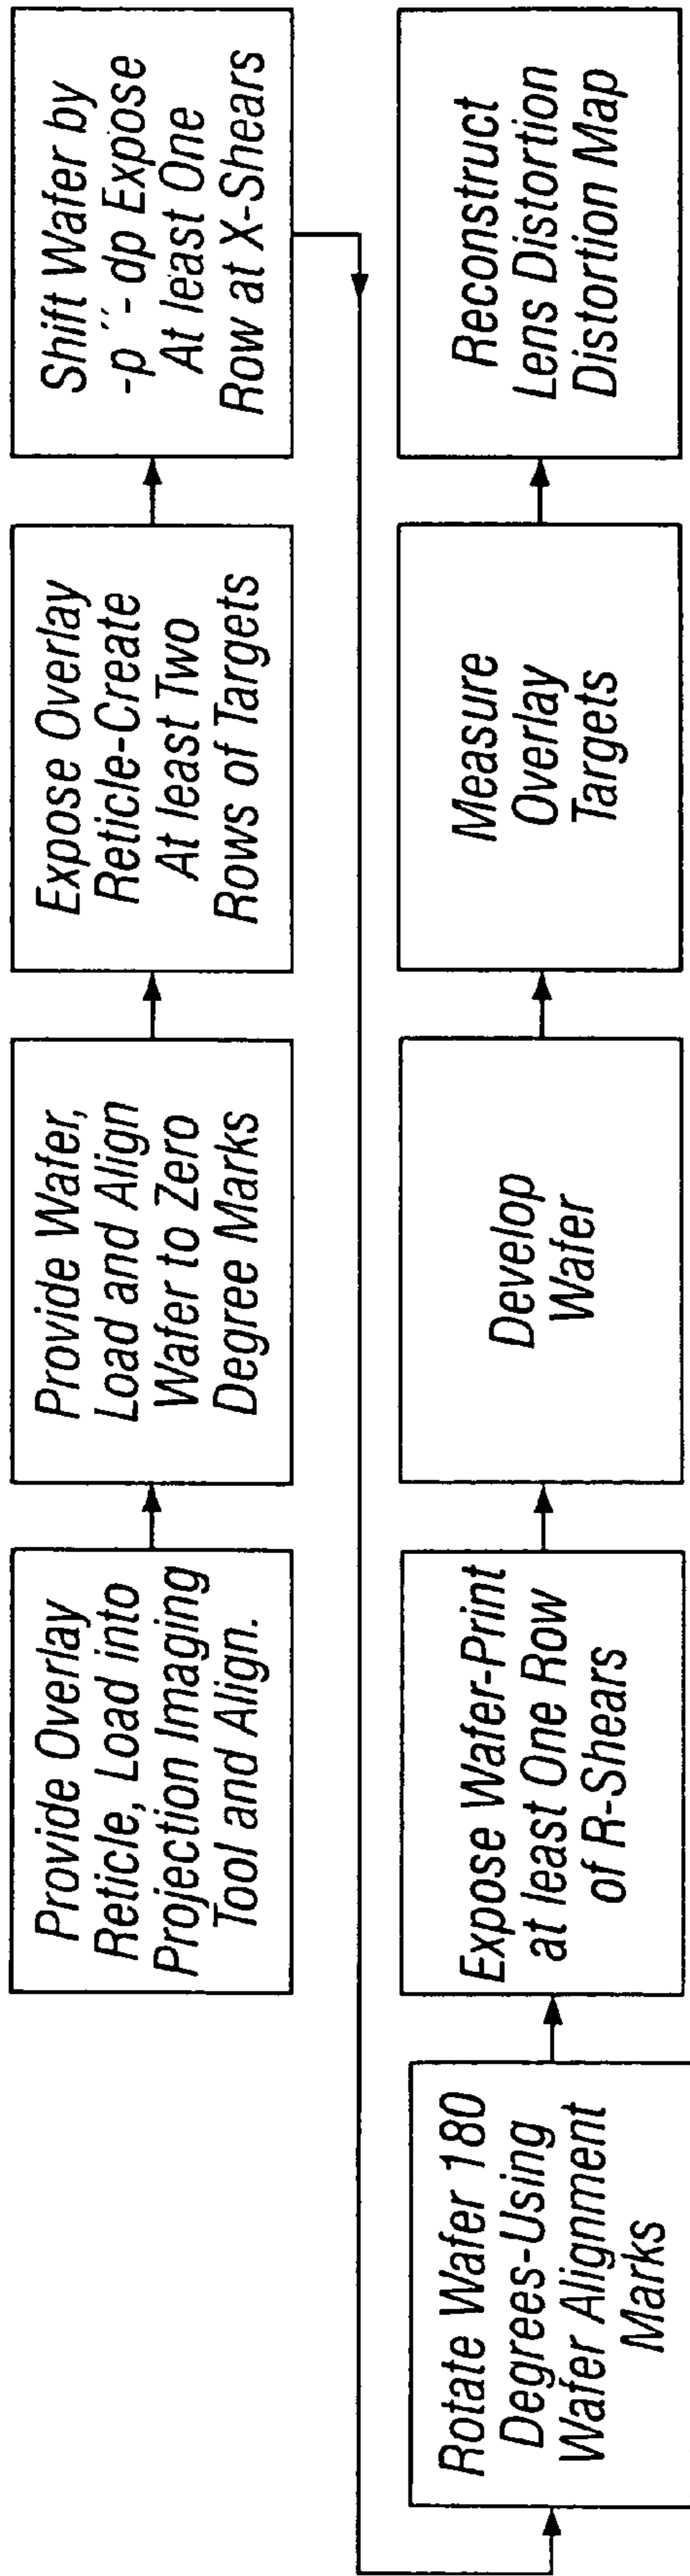 Provide Overlay
Reticle, Load into
Projection Imaging
Tool and Align.
Provide Wafer,
Load and Align
Wafer to Zero
Degree Marks
Expose Overlay
Reticle-Create
At least Two
Rows of Targets
Shift Wafer by
-p″- dp Expose
At least One
Row at X-Shears
Rotate Wafer 180
Degrees-Using
Wafer Alignment
Marks
Expose Wafer-Print
at least One Row
of R-Shears
Develop
Wafer
Measure
Overlay
Targets
Reconstruct
Lens Distortion
Distortion Map